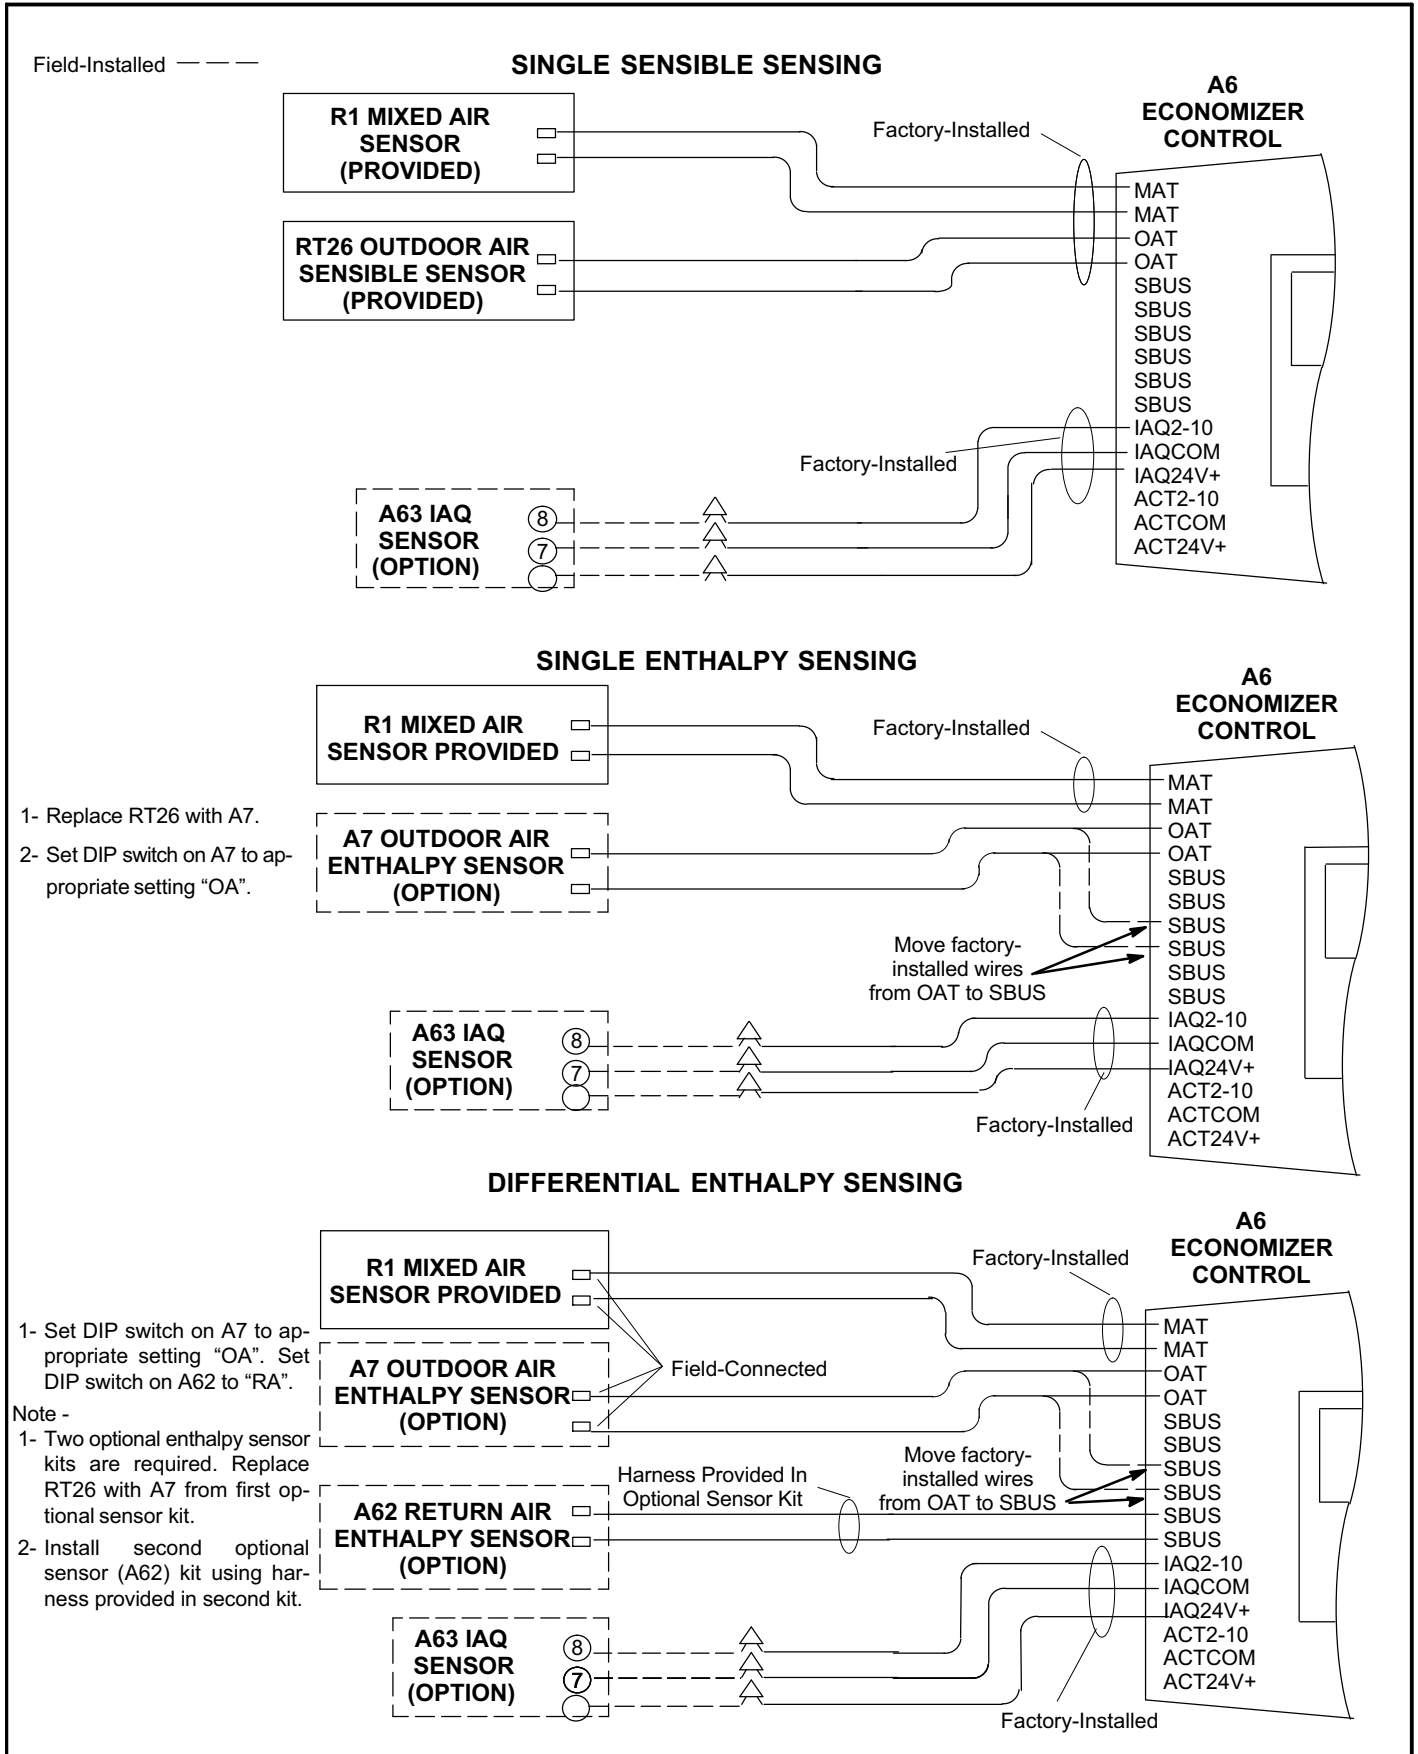 Field-Installed
SINGLE SENSIBLE SENSING
A6
ECONOMIZER
CONTROL
R1 MIXED AIR
SENSOR
(PROVIDED)
Factory-Installed
RT26 OUTDOOR AIR
SENSIBLE SENSOR
(PROVIDED)
MAT
MAT
OAT
OAT
SBUS
SBUS
SBUS
SBUS
SBUS
SBUS
IAQ2-10
IAQCOM
IAQ24V+
ACT2-10
ACTCOM
ACT24V+
Factory-Installed
A63 IAQ
SENSOR
(OPTION)
8
7
SINGLE ENTHALPY SENSING
A6
ECONOMIZER
CONTROL
R1 MIXED AIR
SENSOR PROVIDED
Factory-Installed
1- Replace RT26 with A7.
2- Set DIP switch on A7 to ap-
propriate setting “OA”.
A7 OUTDOOR AIR
ENTHALPY SENSOR
(OPTION)
MAT
MAT
OAT
OAT
SBUS
SBUS
SBUS
SBUS
SBUS
SBUS
IAQ2-10
IAQCOM
IAQ24V+
ACT2-10
ACTCOM
ACT24V+
Move factory-
installed wires
from OAT to SBUS
A63 IAQ
SENSOR
(OPTION)
8
7
Factory-Installed
DIFFERENTIAL ENTHALPY SENSING
A6
ECONOMIZER
CONTROL
R1 MIXED AIR
SENSOR PROVIDED
Factory-Installed
1- Set DIP switch on A7 to ap-
propriate setting “OA”. Set
DIP switch on A62 to “RA”.
Note -
1- Two optional enthalpy sensor
kits are required. Replace
RT26 with A7 from first op-
tional sensor kit.
2- Install second optional
sensor (A62) kit using har-
ness provided in second kit.
A7 OUTDOOR AIR
ENTHALPY SENSOR
(OPTION)
Field-Connected
MAT
MAT
OAT
OAT
SBUS
SBUS
SBUS
SBUS
SBUS
SBUS
IAQ2-10
IAQCOM
IAQ24V+
ACT2-10
ACTCOM
ACT24V+
Move factory-
installed wires
from OAT to SBUS
Harness Provided In
Optional Sensor Kit
A62 RETURN AIR
ENTHALPY SENSOR
(OPTION)
A63 IAQ
SENSOR
(OPTION)
8
7
Factory-Installed